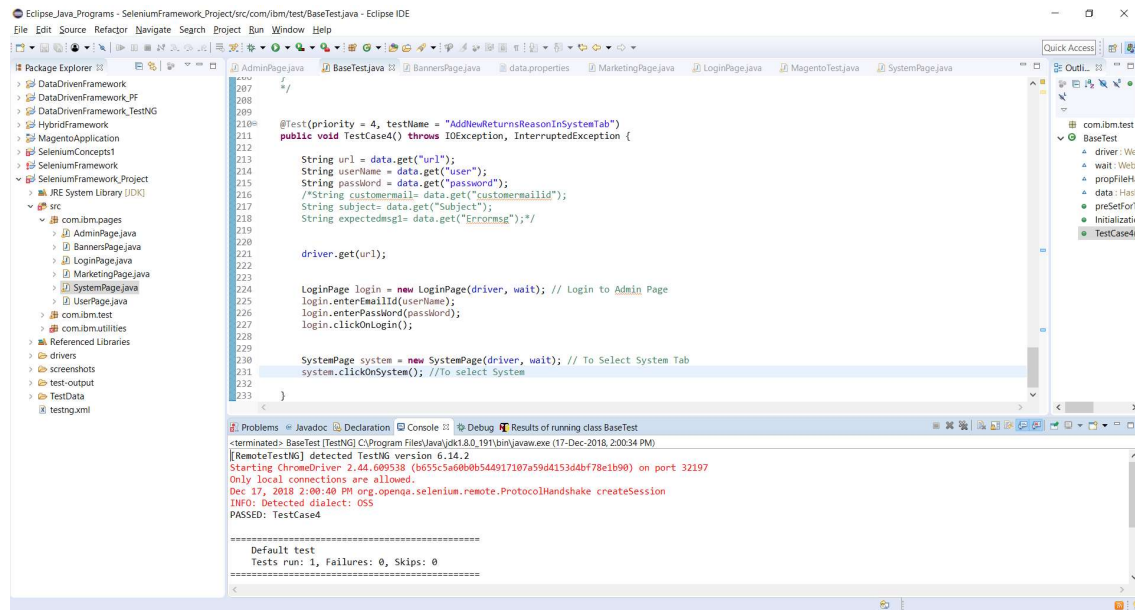 Eclipse_Java_Programs - SeleniumFramework_Project/src/com/ibm/test/BaseTest.java - Eclipse IDE
File Edit Source Refactor Navigate Search Project Run Window Help
Quick Access
Package Explorer
DataDrivenFramework
DataDrivenFramework_PF
DataDrivenFramework_TestNG
HybridFramework
MagentoApplication
SeleniumConcepts1
SeleniumFramework
SeleniumFramework_Project
JRE System Library [JDK]
src
com.ibm.pages
AdminPage.java
BannersPage.java
LoginPage.java
MarketingPage.java
SystemPage.java
UserPage.java
com.ibm.test
com.ibm.utilities
Referenced Libraries
drivers
screenshots
test-output
TestData
testng.xml
AdminPage.java BaseTest.java BannersPage.java data.properties MarketingPage.java LoginPage.java MagentoTest.java SystemPage.java
206 }
207 */
208
209
210 @Test(priority = 4, testName = "AddNewReturnsReasonInSystemTab")
211 public void TestCase4() throws IOException, InterruptedException {
212
213 String url = data.get("url");
214 String userName = data.get("user");
215 String passWord = data.get("password");
216 /*String customermail= data.get("customermailid");
217 String subject= data.get("Subject");
218 String expectedmsg1= data.get("Errormsg");*/
219
220
221 driver.get(url);
222
223
224 LoginPage login = new LoginPage(driver, wait); // Login to Admin Page
225 login.enterEmailId(userName);
226 login.enterPassWord(passWord);
227 login.clickOnLogin();
228
229
230 SystemPage system = new SystemPage(driver, wait); // To Select System Tab
231 system.clickOnSystem(); //To select System
232
233 }
Outli...
com.ibm.test
BaseTest
driver : We
wait : Web
propFileHa
data : Has
preSetForT
Initializati
TestCase4(
Problems Javadoc Declaration Console Debug Results of running class BaseTest
<terminated> BaseTest [TestNG] C:\Program Files\Java\jdk1.8.0_191\bin\javaw.exe (17-Dec-2018, 2:00:34 PM)
[RemoteTestNG] detected TestNG version 6.14.2
Starting ChromeDriver 2.44.609538 (b655c5a60b0b544917107a59d4153d4bf78e1b90) on port 32197
Only local connections are allowed.
Dec 17, 2018 2:00:40 PM org.openqa.selenium.remote.ProtocolHandshake createSession
INFO: Detected dialect: OSS
PASSED: TestCase4
===============================================
Default test
Tests run: 1, Failures: 0, Skips: 0
===============================================